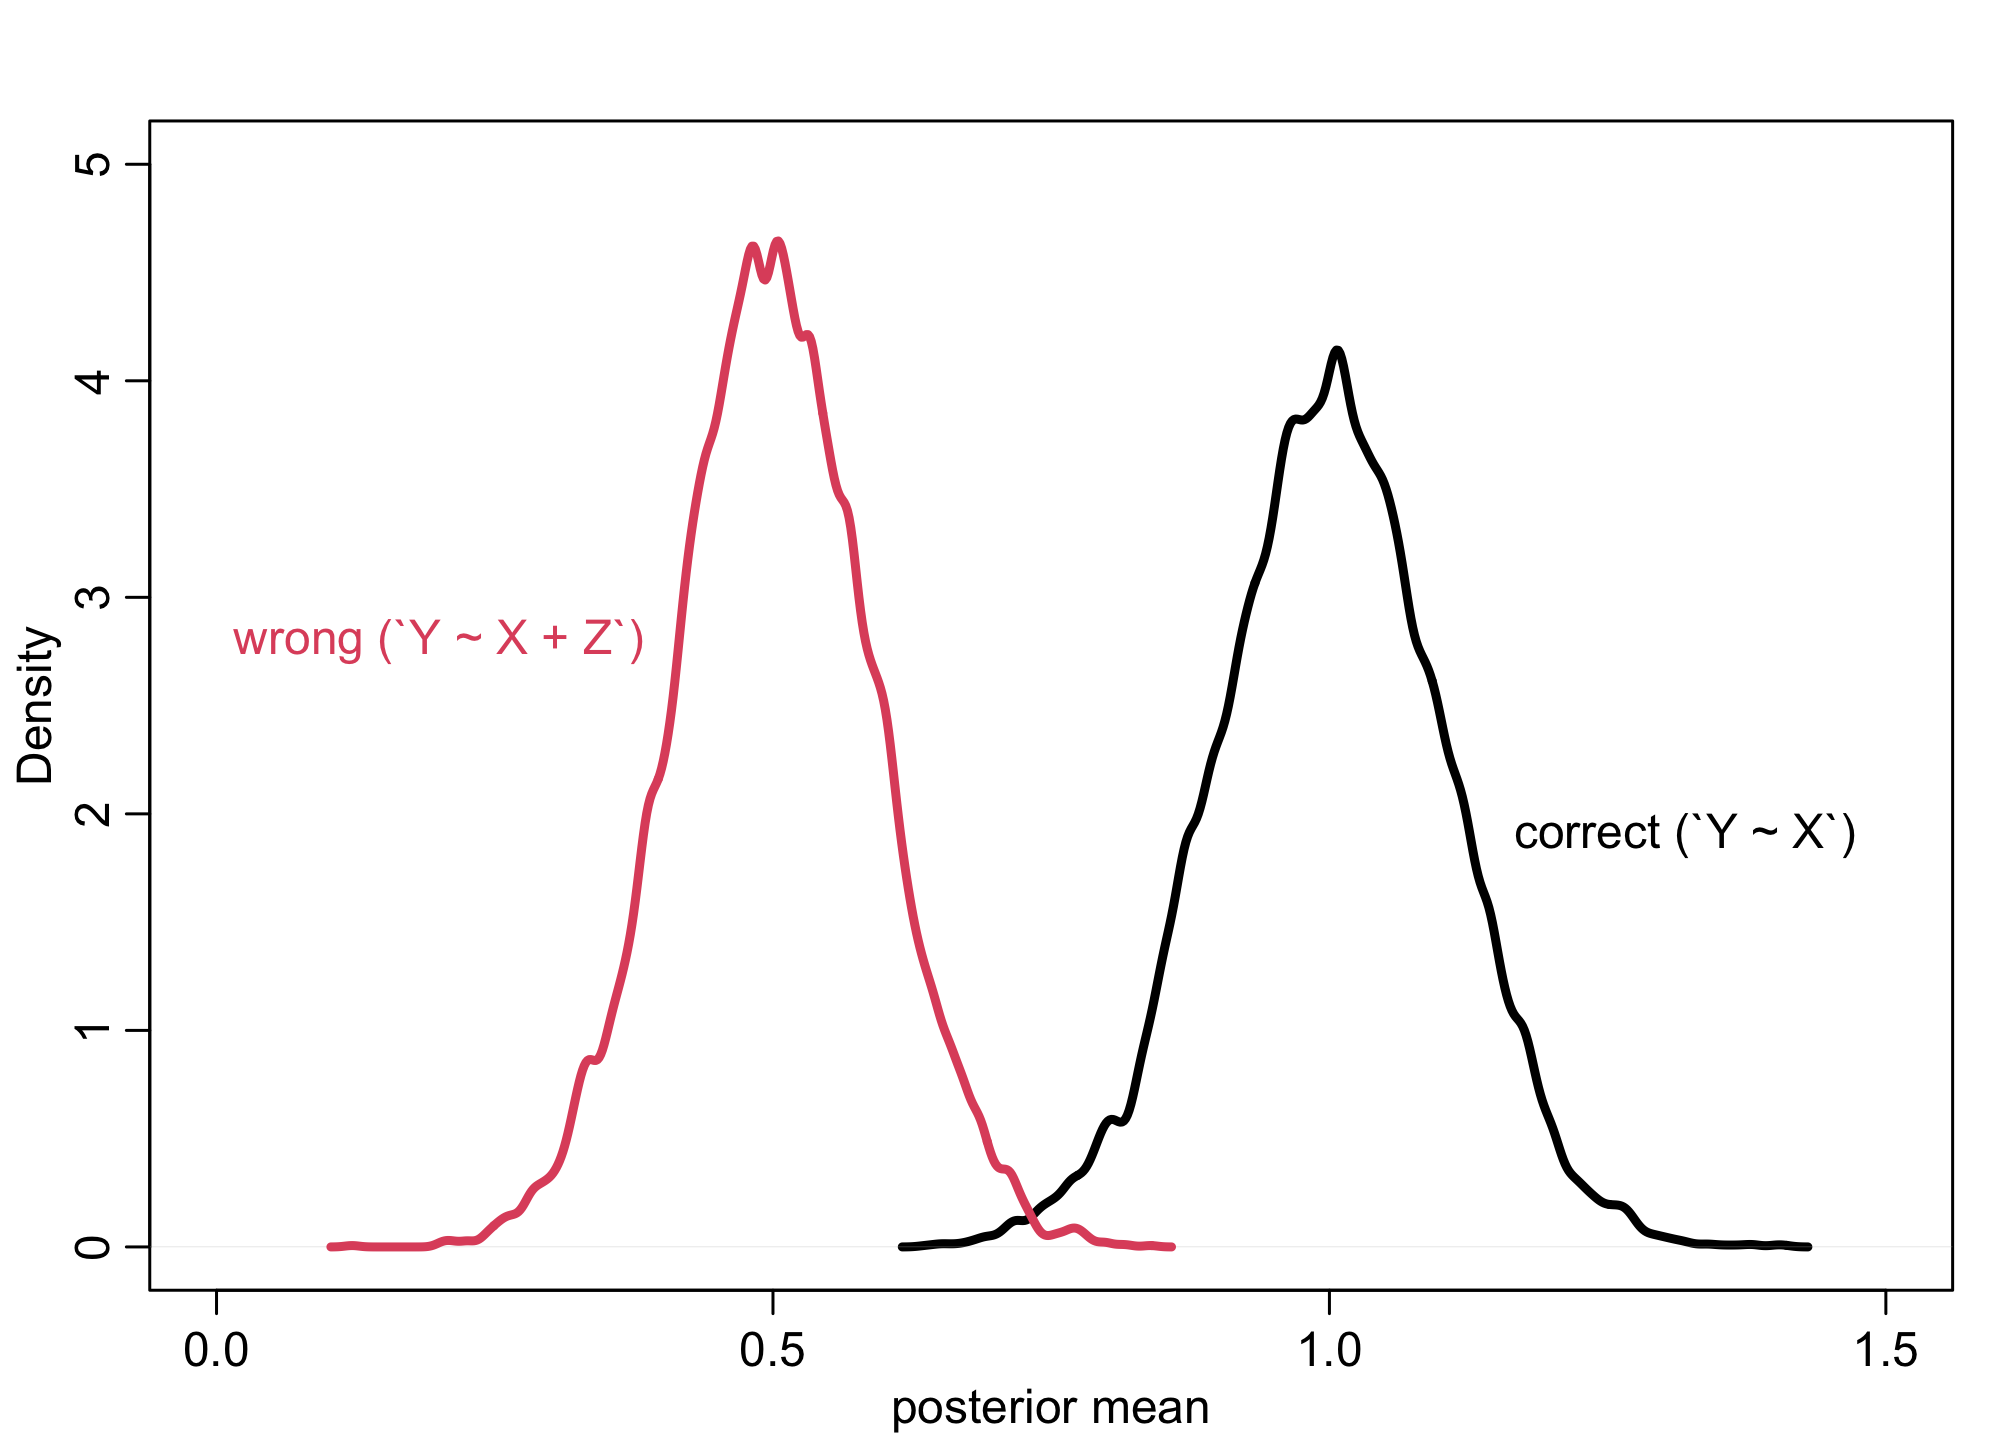 5
4
3
2
1
0
Density
wrong (`Y ~ X + Z`)
correct (`Y ~ X`)
0.0 0.5 1.0 1.5
posterior mean